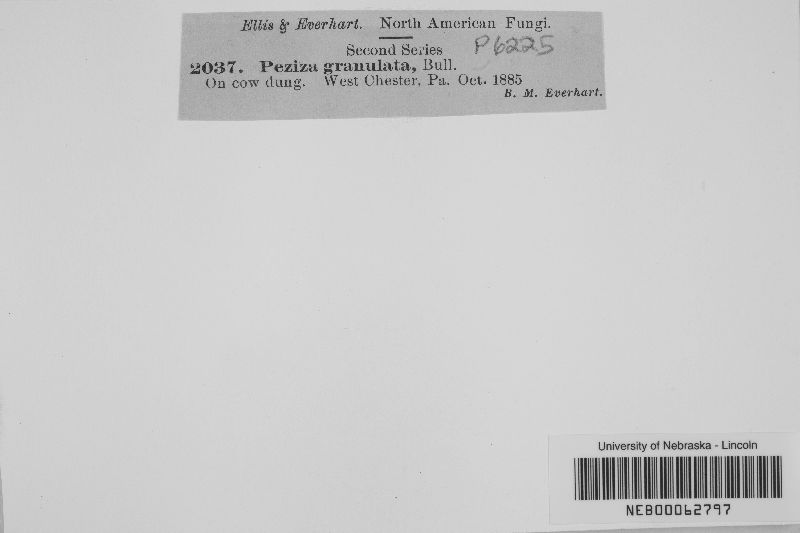 Ellis & Everhart. North American Fungi.
Second Series P6225
2037. Peziza granulata, Bull.
On cow dung. West Chester, Pa. Oct. 1885
B. M. Everhart.
University of Nebraska - Lincoln
NEB00062797